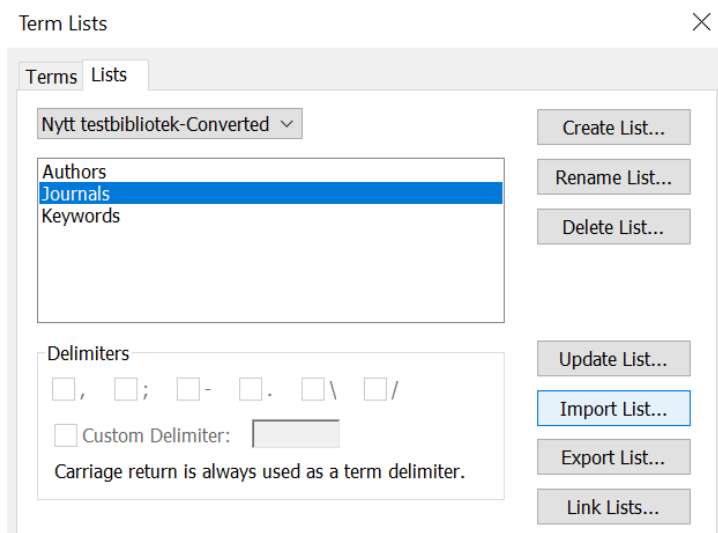 Term Lists
Terms
Lists
Nytt testbibliotek-Converted
Authors
Journals
Keywords
Create List...
Rename List...
Delete List...
Delimiters
, ; - . \ /
Custom Delimiter:
Carriage return is always used as a term delimiter.
Update List...
Import List...
Export List...
Link Lists...